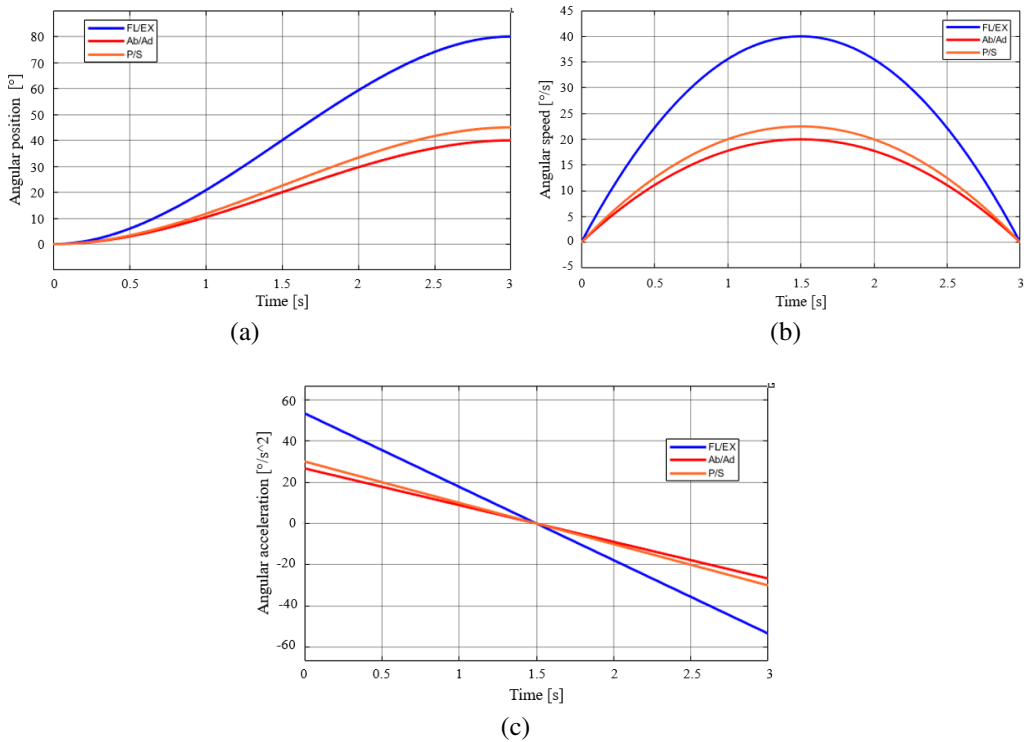 FL/EX
Ab/Ad
P/S
80
70
60
50
40
30
20
10
0
Angular position [°]
0 0.5 1 1.5 2 2.5 3
Time [s]
(a)
45
40
35
30
25
20
15
10
5
0
-5
Angular speed [°/s]
FL/EX
Ab/Ad
P/S
0 0.5 1 1.5 2 2.5 3
Time [s]
(b)
60
40
20
0
-20
-40
-60
Angular acceleration [°/s^2]
FL/EX
Ab/Ad
P/S
0 0.5 1 1.5 2 2.5 3
Time [s]
(c)